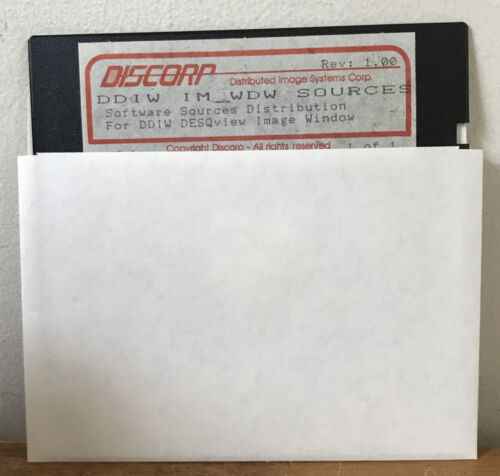 DISCORP
Rev: 1.00
Distributed Image Systems Corp.
DDIW IM_WDW SOURCES
Software Sources Distribution
For DDIW DESQview Image Window
Copyright Discorp - All rights reserved 1 of 1